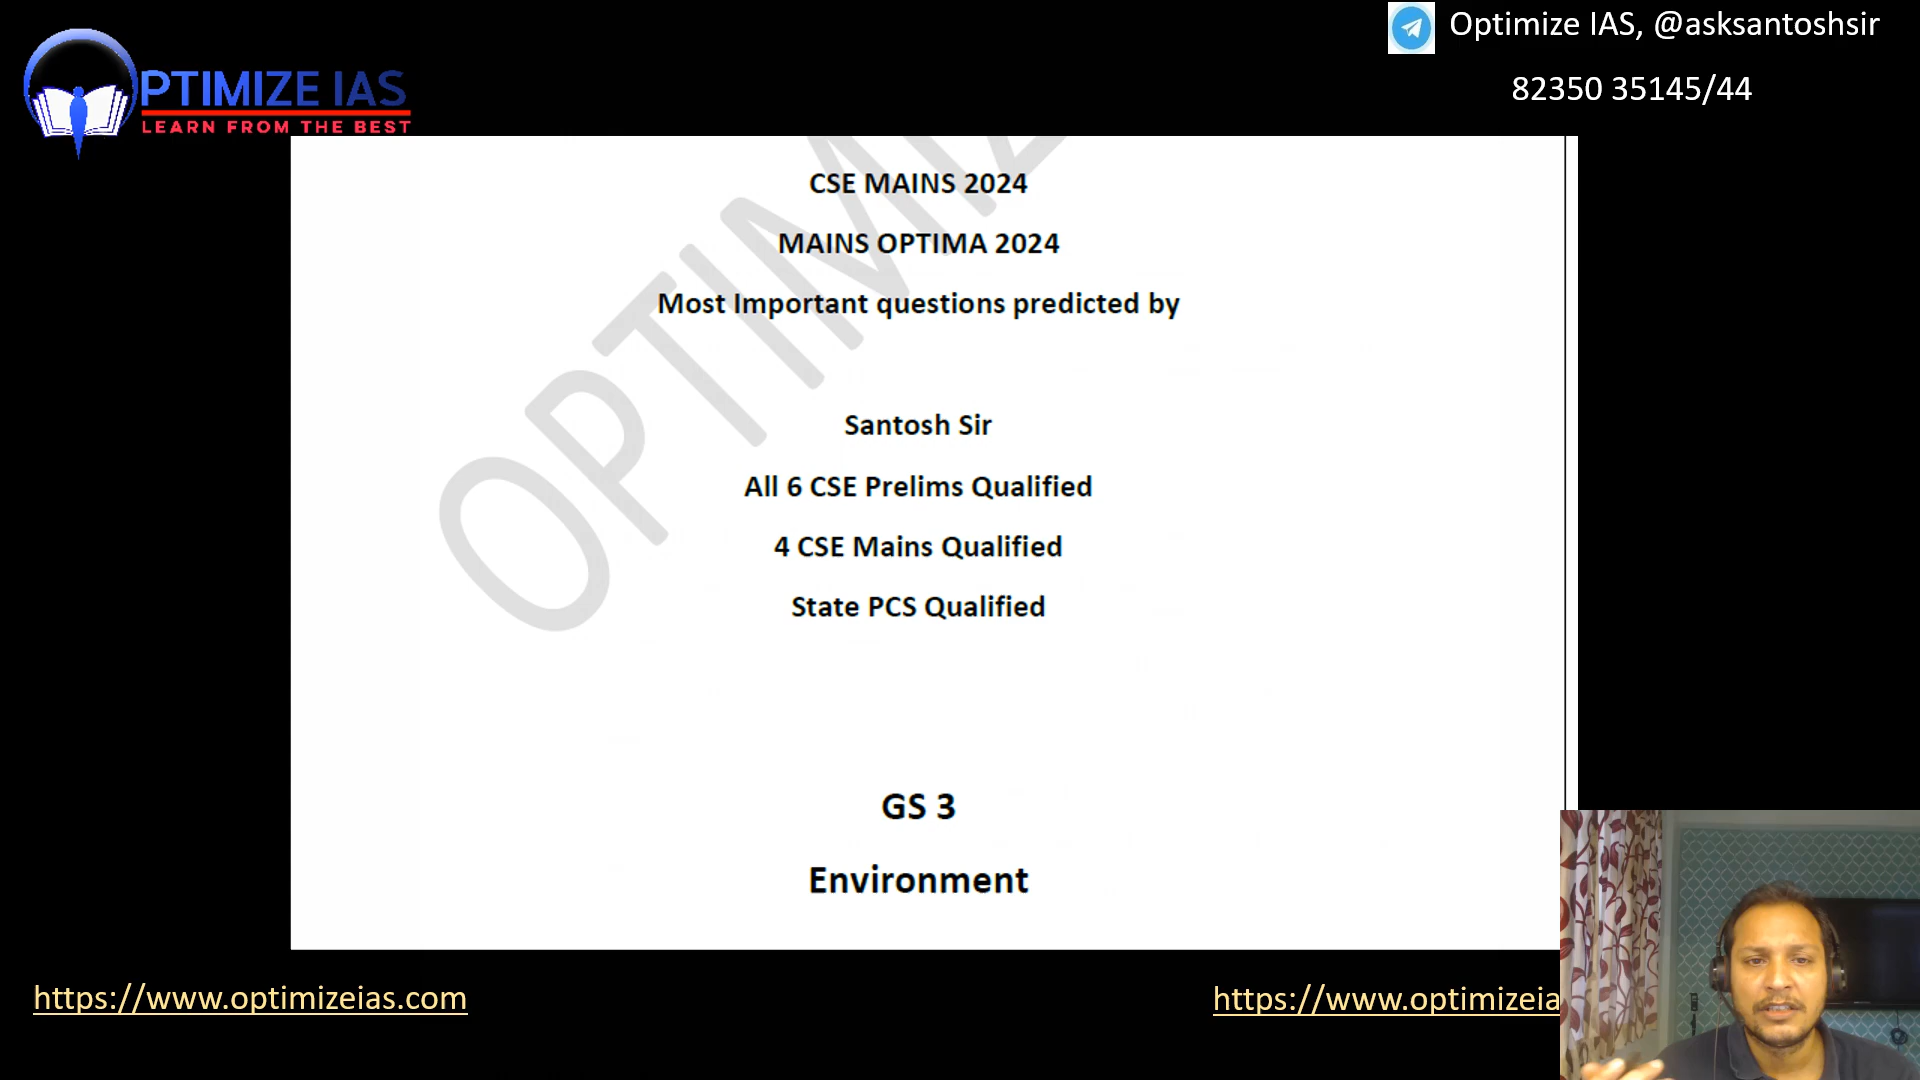 Optimize IAS, @asksantoshsir
82350 35145/44
PTIMIZE IAS
LEARN FROM THE BEST
CSE MAINS 2024
MAINS OPTIMA 2024
Most Important questions predicted by
Santosh Sir
All 6 CSE Prelims Qualified
4 CSE Mains Qualified
State PCS Qualified
OPTIMIZ
GS 3
Environment
https://www.optimizeias.com
https://www.optimizeia